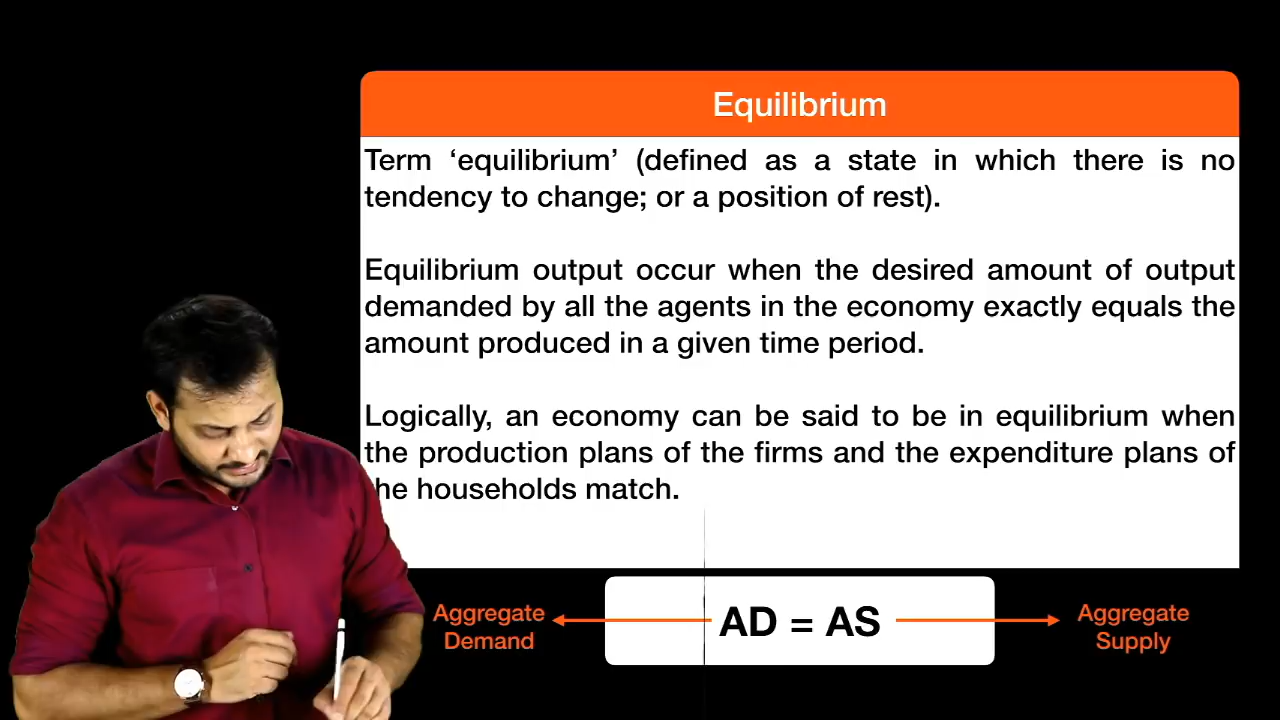 Equilibrium
Term ‘equilibrium’ (defined as a state in which there is no
tendency to change; or a position of rest).
Equilibrium output occur when the desired amount of output
demanded by all the agents in the economy exactly equals the
amount produced in a given time period.
Logically, an economy can be said to be in equilibrium when
the production plans of the firms and the expenditure plans of
the households match.
Aggregate
Demand
AD = AS
Aggregate
Supply